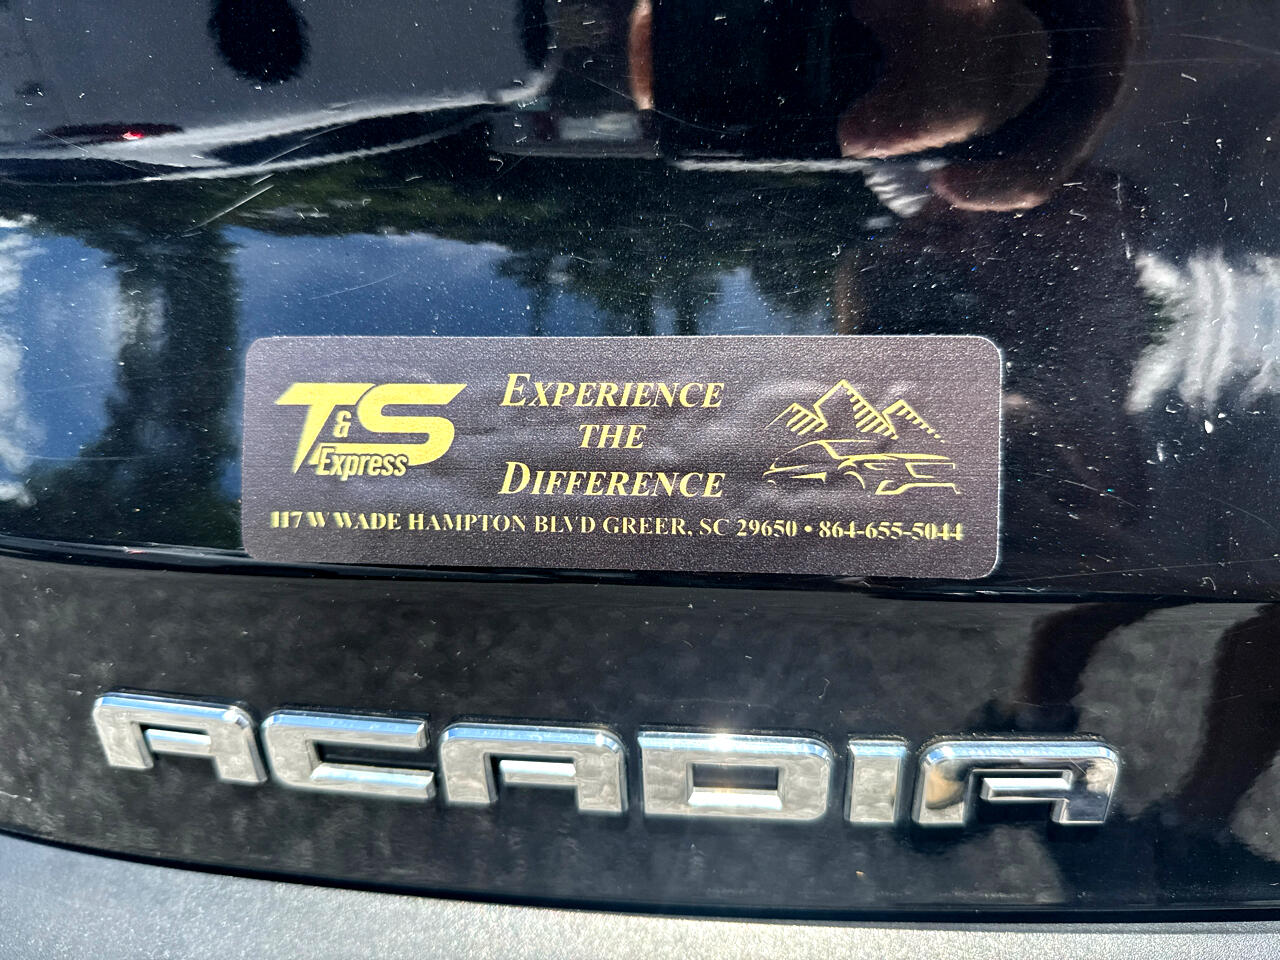 T&S
Express
EXPERIENCE
THE
DIFFERENCE
117 W WADE HAMPTON BLVD GREER, SC 29650 • 864-655-5044
ACADIA